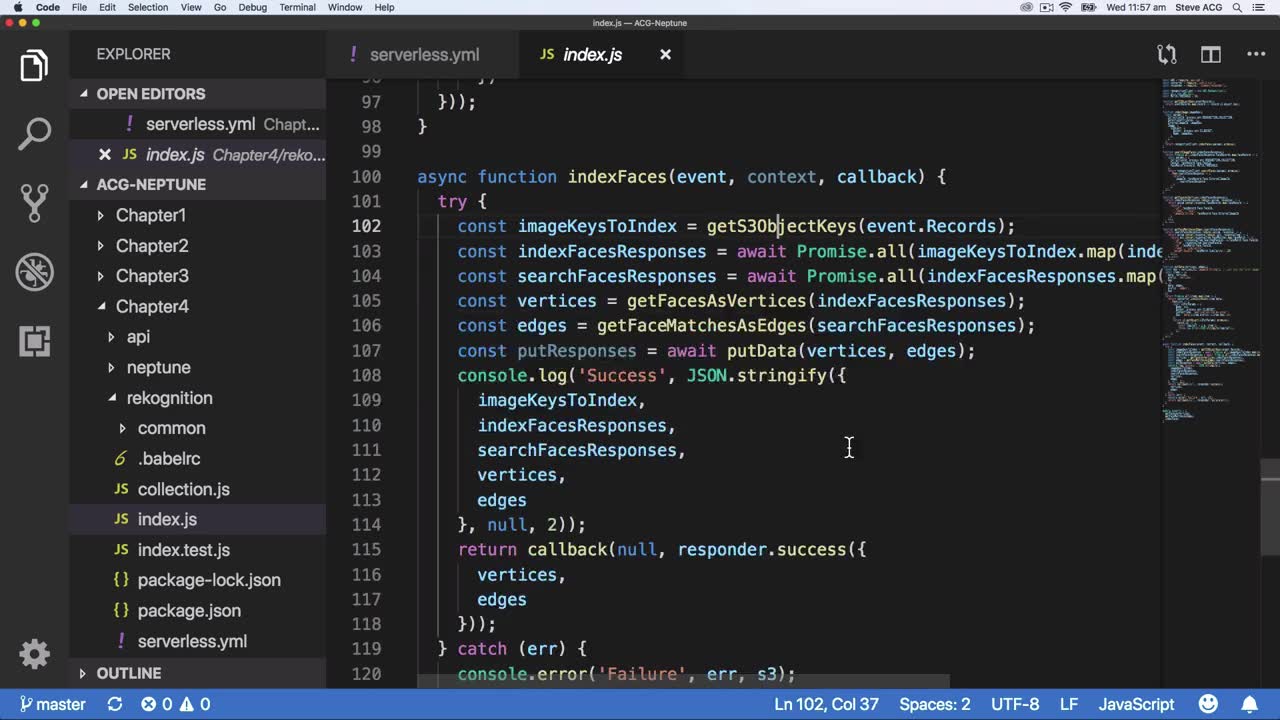 Code File Edit Selection View Go Debug Terminal Window Help Wed 11:57 am Steve ACG
index.js — ACG-Neptune
EXPLORER
! serverless.yml JS index.js
OPEN EDITORS
! serverless.yml Chapt...
JS index.js Chapter4/reko...
ACG-NEPTUNE
Chapter1
Chapter2
Chapter3
Chapter4
api
neptune
rekognition
common
.babelrc
JS collection.js
JS index.js
JS index.test.js
{} package-lock.json
{} package.json
! serverless.yml
OUTLINE
97 }));
98 }
99
100 async function indexFaces(event, context, callback) {
101 try {
102 const imageKeysToIndex = getS3ObjectKeys(event.Records);
103 const indexFacesResponses = await Promise.all(imageKeysToIndex.map(inde
104 const searchFacesResponses = await Promise.all(indexFacesResponses.map(
105 const vertices = getFacesAsVertices(indexFacesResponses);
106 const edges = getFaceMatchesAsEdges(searchFacesResponses);
107 const putResponses = await putData(vertices, edges);
108 console.log('Success', JSON.stringify({
109 imageKeysToIndex,
110 indexFacesResponses,
111 searchFacesResponses,
112 vertices,
113 edges
114 }, null, 2));
115 return callback(null, responder.success({
116 vertices,
117 edges
118 }));
119 } catch (err) {
120 console.error('Failure', err, s3);
master 0 0 Ln 102, Col 37 Spaces: 2 UTF-8 LF JavaScript